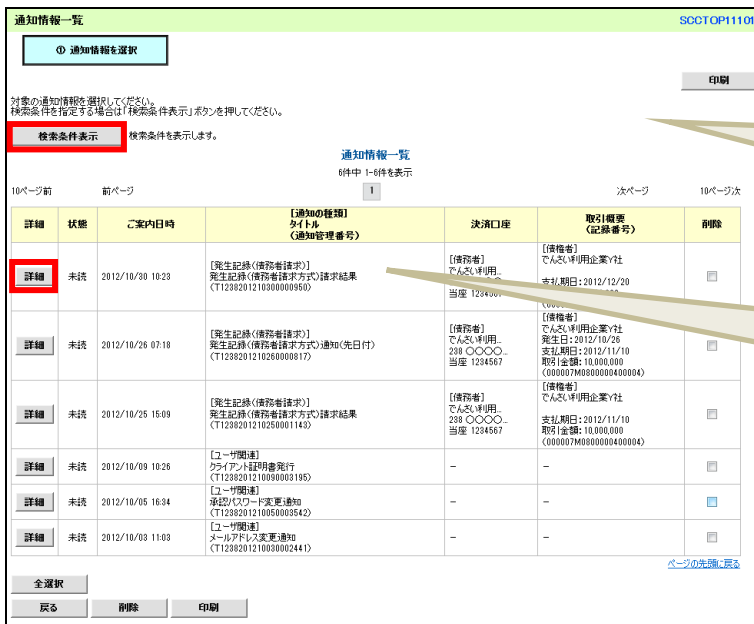 通知情報一覧 SCCTOP11101
① 通知情報を選択
印刷
対象の通知情報を選択してください。
検索条件を指定する場合は「検索条件表示」ボタンを押してください。
検索条件表示 検索条件を表示します。
通知情報一覧
6件中 1-6件を表示
10ページ前 前ページ 1 次ページ 10ページ次
詳細 状態 ご案内日時 [通知の種類] タイトル (通知管理番号) 決済口座 取引概要 (記録番号) 削除
詳細 未読 2012/10/30 10:23
[発生記録(債務者請求)]
発生記録(債務者請求方式)請求結果
(T1238201210300000950)
[債務者]
でんさい利用
当座
[債権者]
でんさい利用企業Y社
支払期日:2012/12/20
詳細 未読 2012/10/26 07:18
[発生記録(債務者請求)]
発生記録(債務者請求方式)通知(先日付)
(T1238201210260000817)
[債務者]
でんさい利用…
238 〇〇〇〇…
当座 1234567
[債権者]
でんさい利用企業Y社
発生日:2012/10/26
支払期日:2012/11/10
取引金額:10,000,000
(000007M0800000400004)
詳細 未読 2012/10/25 15:09
[発生記録(債務者請求)]
発生記録(債務者請求方式)請求結果
(T1238201210250001143)
[債務者]
でんさい利用…
238 〇〇〇〇…
当座 1234567
[債権者]
でんさい利用企業Y社
支払期日:2012/11/10
取引金額:10,000,000
(000007M0800000400004)
詳細 未読 2012/10/09 10:26
[ユーザ関連]
クライアント証明書発行
(T1238201210090003195)
– –
詳細 未読 2012/10/05 16:34
[ユーザ関連]
承認パスワード変更通知
(T1238201210050003542)
– –
詳細 未読 2012/10/03 11:03
[ユーザ関連]
メールアドレス変更通知
(T1238201210030002441)
– –
ページの先頭に戻る
全選択
戻る 削除 印刷